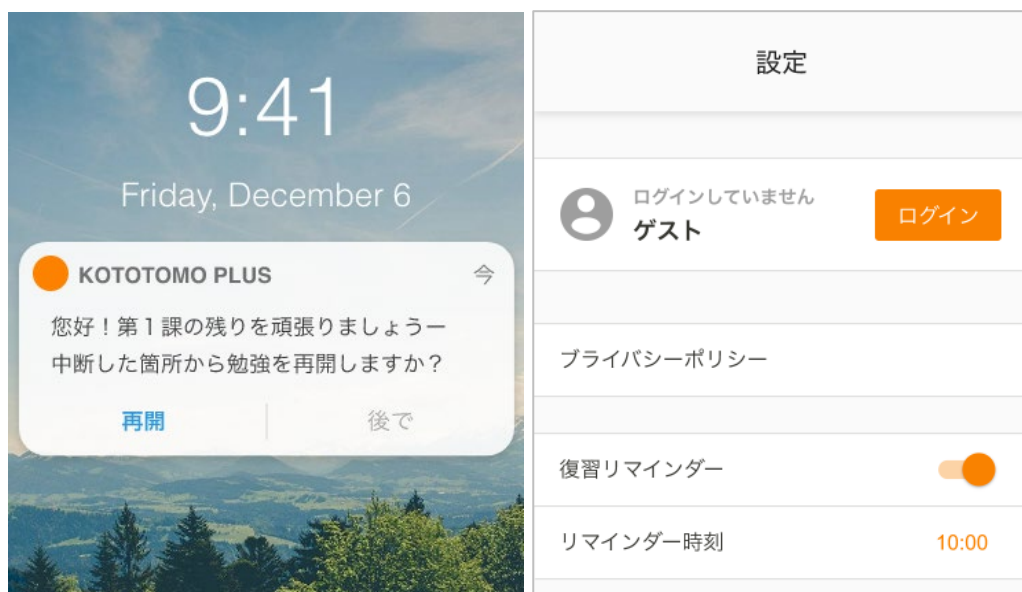 9:41
Friday, December 6
KOTOTOMO PLUS
今
您好！第１課の残りを頑張りましょうー
中断した箇所から勉強を再開しますか？
再開
後で
設定
ログインしていません
ゲスト
ログイン
プライバシーポリシー
復習リマインダー
リマインダー時刻
10:00